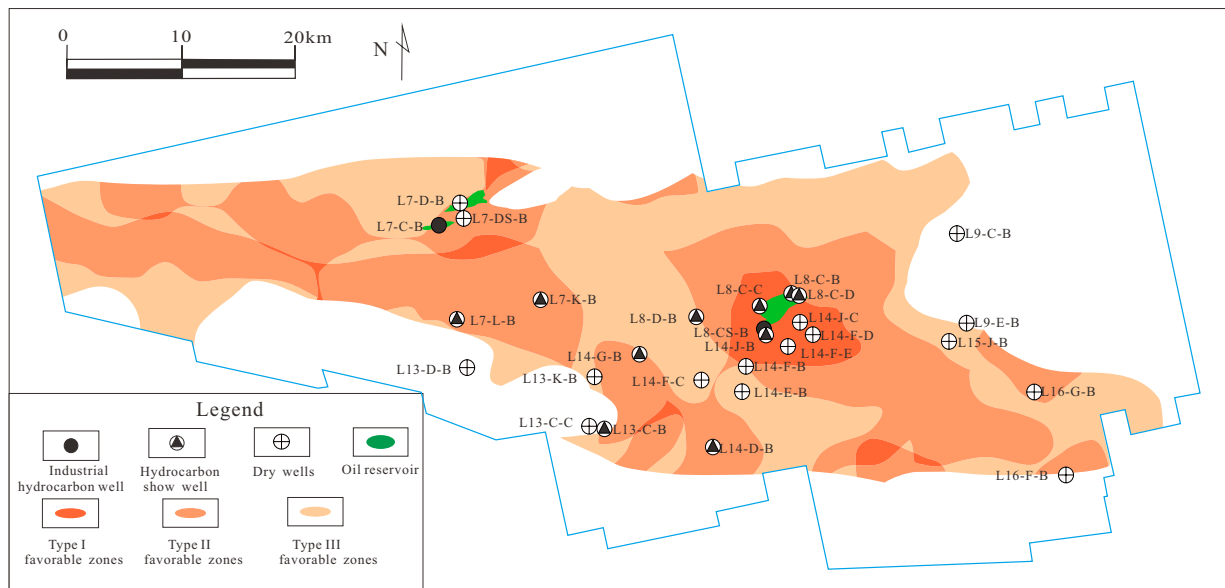 0
10
20km
N
L7-D-B
L7-DS-B
L7-C-B
L9-C-B
L8-C-B
L8-C-C
L8-C-D
L7-K-B
L7-L-B
L8-D-B
L14-J-C
L9-E-B
L8-CS-B
L14-F-D
L15-J-B
L14-J-B
L14-F-E
L14-G-B
L13-D-B
L14-F-B
L13-K-B
L14-F-C
L14-E-B
L16-G-B
L13-C-C
L13-C-B
L14-D-B
L16-F-B
Legend
Industrial
hydrocarbon well
Hydrocarbon
show well
Dry wells
Oil reservoir
Type I
favorable zones
Type II
favorable zones
Type III
favorable zones